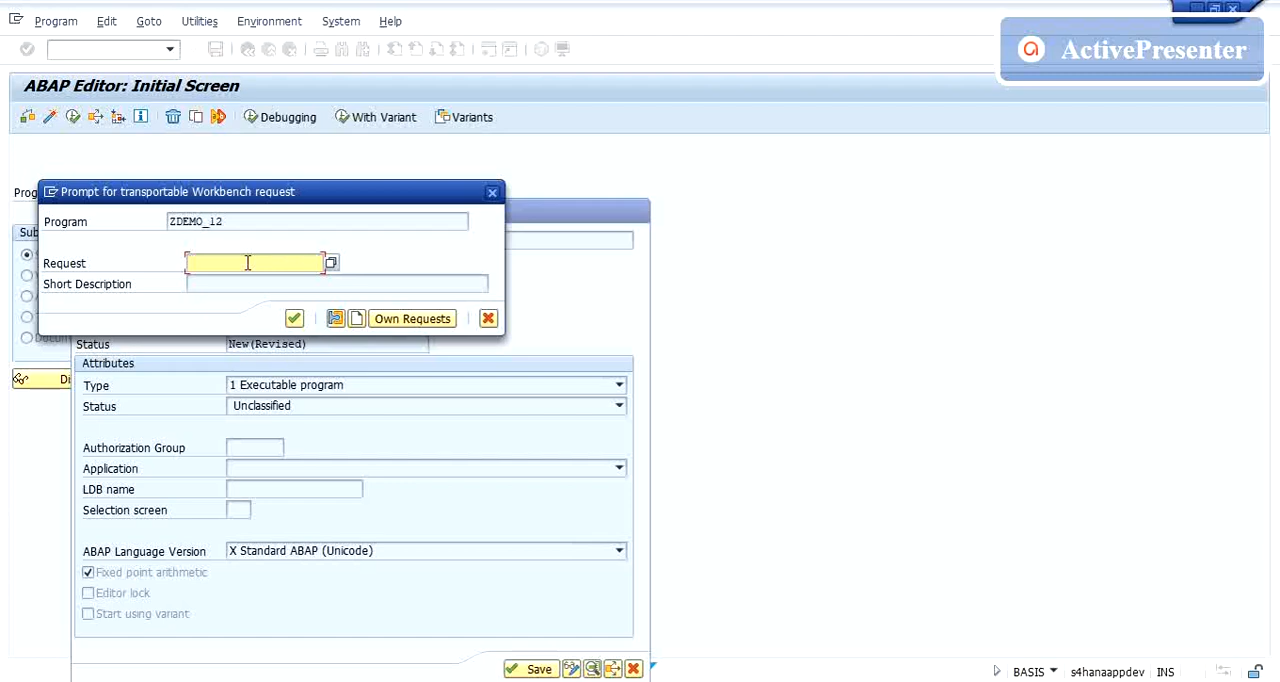 Program Edit Goto Utilities Environment System Help
ActivePresenter
ABAP Editor: Initial Screen
Debugging With Variant Variants
Prog
Prompt for transportable Workbench request
Program ZDEMO_12
Sub
Request
Short Description
Own Requests
Status New(Revised)
Attributes
Di
Type 1 Executable program
Status Unclassified
Authorization Group
Application
LDB name
Selection screen
ABAP Language Version X Standard ABAP (Unicode)
Fixed point arithmetic
Editor lock
Start using variant
Save
BASIS s4hanaappdev INS